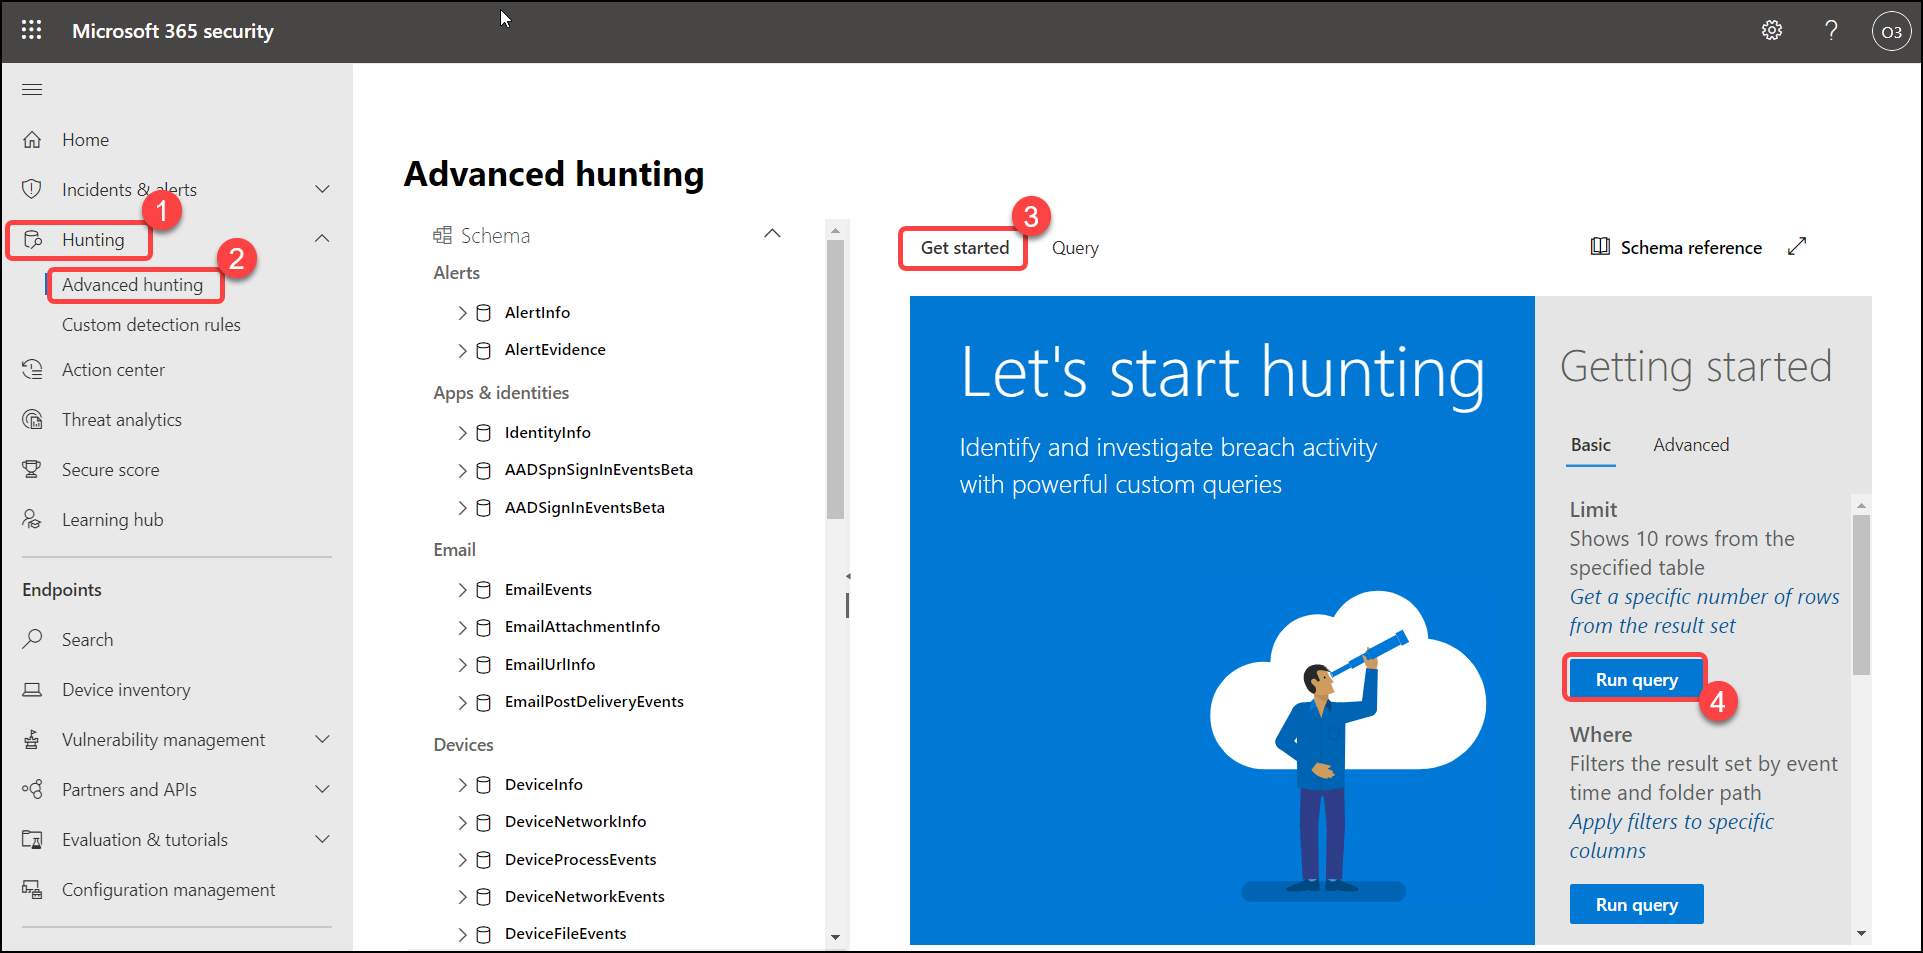 Microsoft 365 security
?
O3
Home
Incidents & alerts
1
Hunting
2
Advanced hunting
Custom detection rules
Action center
Threat analytics
Secure score
Learning hub
Endpoints
Search
Device inventory
Vulnerability management
Partners and APIs
Evaluation & tutorials
Configuration management
Advanced hunting
Schema
Alerts
AlertInfo
AlertEvidence
Apps & identities
IdentityInfo
AADSpnSignInEventsBeta
AADSignInEventsBeta
Email
EmailEvents
EmailAttachmentInfo
EmailUrlInfo
EmailPostDeliveryEvents
Devices
DeviceInfo
DeviceNetworkInfo
DeviceProcessEvents
DeviceNetworkEvents
DeviceFileEvents
3
Get started
Query
Schema reference
Let's start hunting
Identify and investigate breach activity
with powerful custom queries
Getting started
Basic
Advanced
Limit
Shows 10 rows from the
specified table
Get a specific number of rows
from the result set
Run query
4
Where
Filters the result set by event
time and folder path
Apply filters to specific
columns
Run query